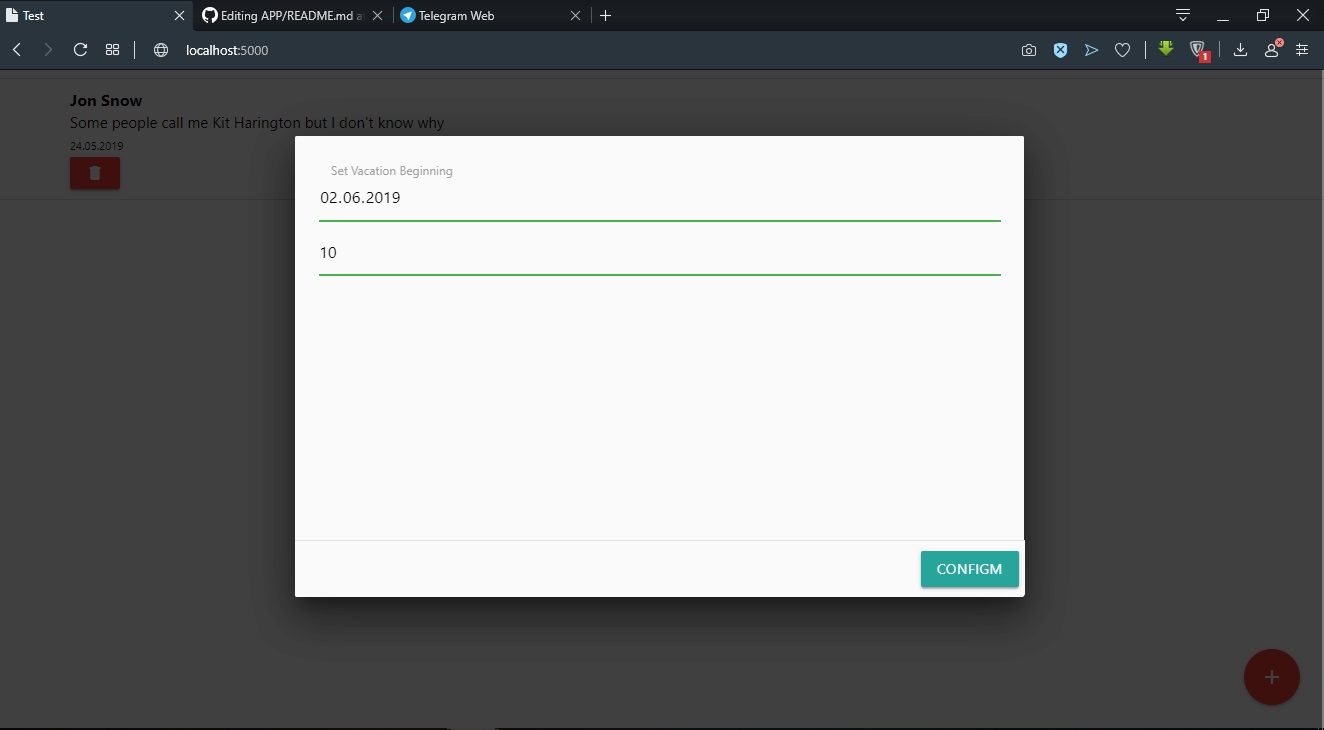 Test
Editing APP/README.md a
Telegram Web
localhost:5000
1
Jon Snow
Some people call me Kit Harington but I don't know why
24.05.2019
Set Vacation Beginning
02.06.2019
10
CONFIGM